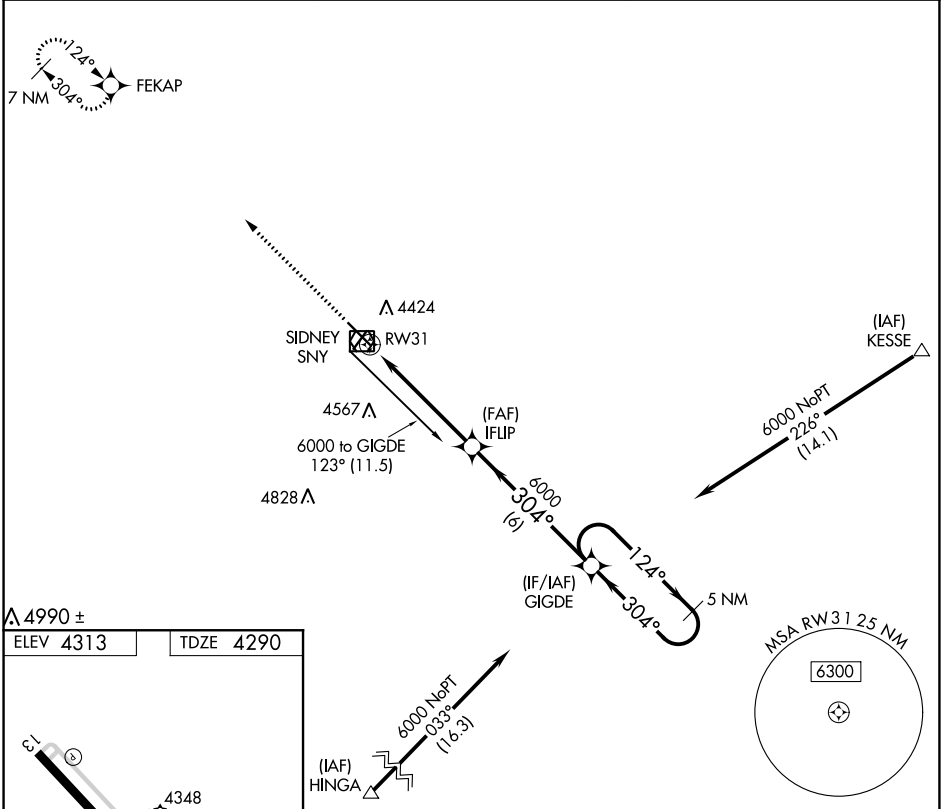 124°
304°
7 NM
FEKAP
4424
SIDNEY
SNY
RW31
(IAF)
KESSE
6000 NoPT
226°
(14.1)
4567
(FAF)
IFLIP
6000 to GIGDE
123° (11.5)
4828
6000
304°
(6)
124°
304°
5 NM
(IF/IAF)
GIGDE
4990 ±
ELEV 4313
TDZE 4290
MSA RW31 25 NM
6300
6000 NoPT
033°
(16.3)
(IAF)
HINGA
13
P
4348